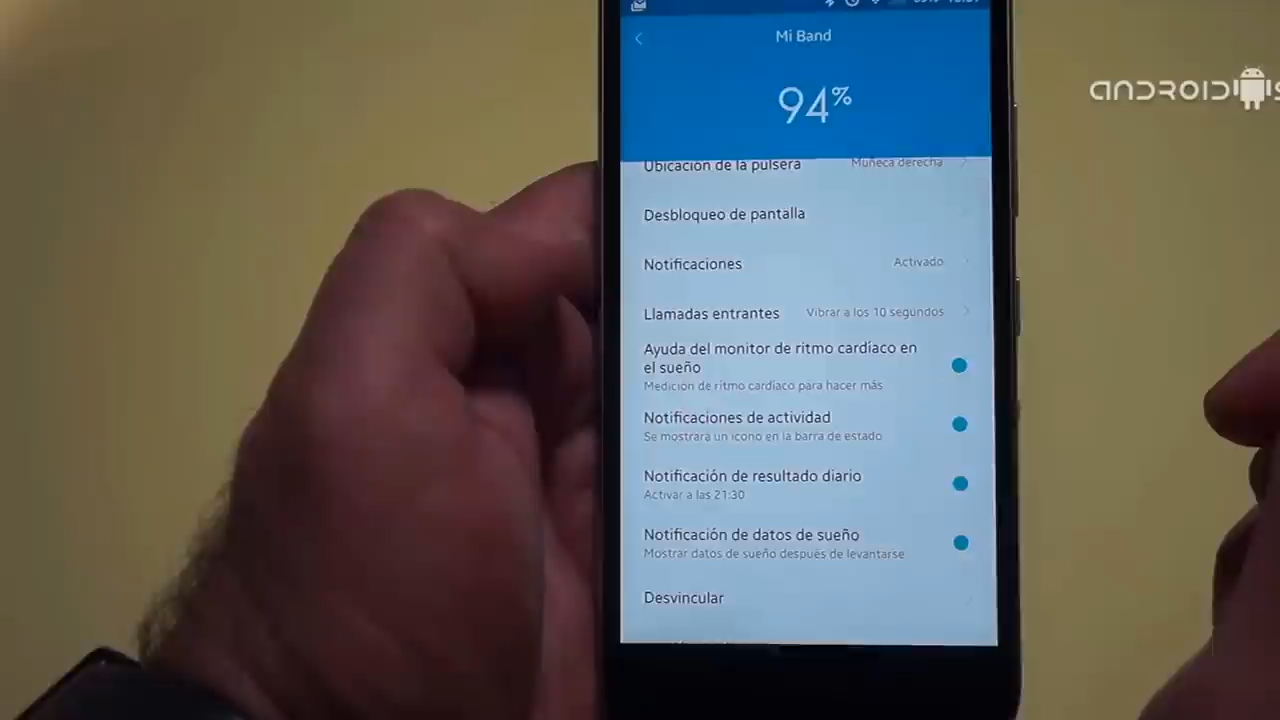 Mi Band
94%
Ubicación de la pulsera Muñeca derecha
Desbloqueo de pantalla
Notificaciones Activado
Llamadas entrantes Vibrar a los 10 segundos
Ayuda del monitor de ritmo cardíaco en
el sueño
Medición de ritmo cardíaco para hacer más
Notificaciones de actividad
Se mostrará un icono en la barra de estado
Notificación de resultado diario
Activar a las 21:30
Notificación de datos de sueño
Mostrar datos de sueño después de levantarse
Desvincular
ANDROID